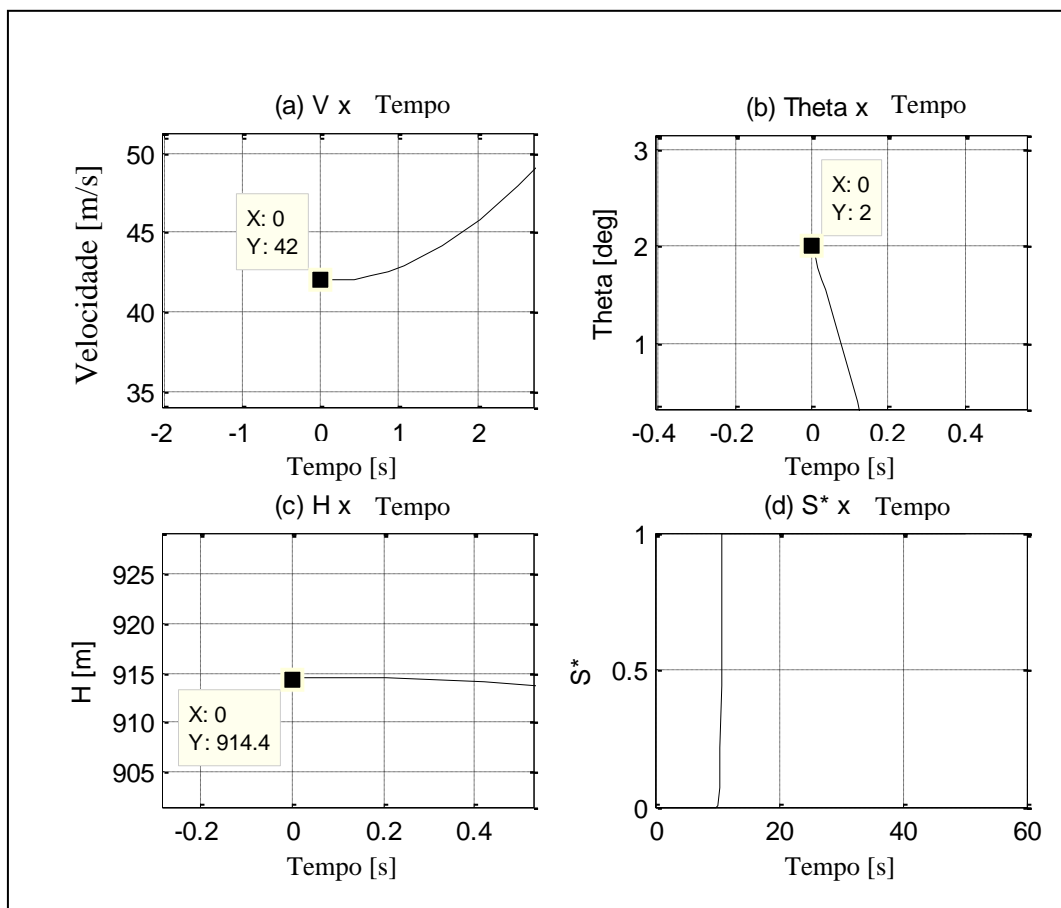 (a) V x Tempo
50
45
40
35
Velocidade [m/s]
X: 0
Y: 42
-2
-1
0
1
2
Tempo [s]
(b) Theta x Tempo
3
2
1
Theta [deg]
X: 0
Y: 2
-0.4
-0.2
0
0.2
0.4
Tempo [s]
(c) H x Tempo
925
920
915
910
905
H [m]
X: 0
Y: 914.4
-0.2
0
0.2
0.4
Tempo [s]
(d) S* x Tempo
1
0.5
0
S*
0
20
40
60
Tempo [s]